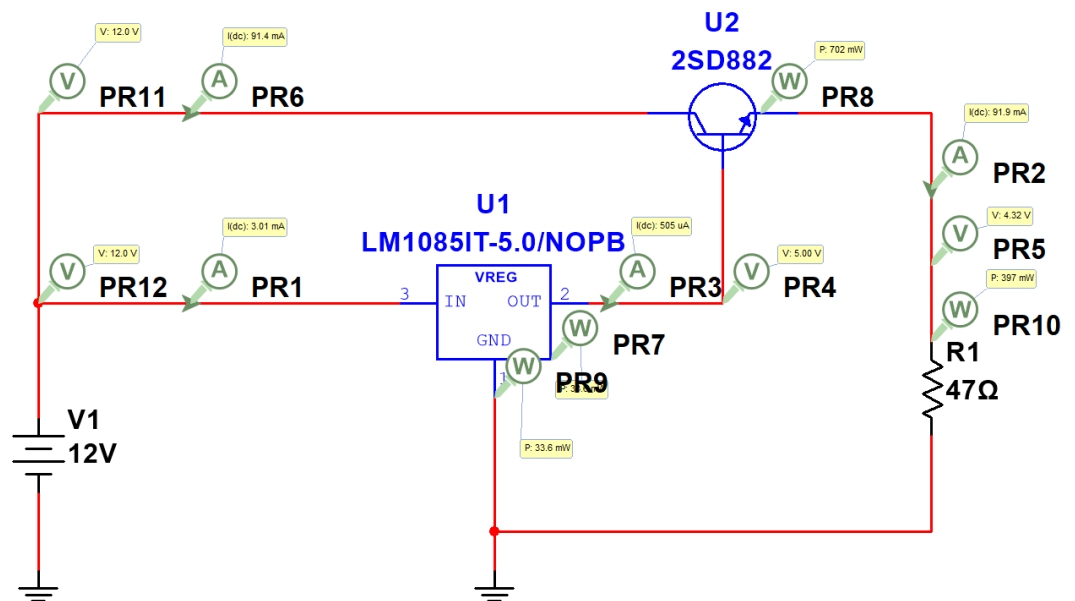 V: 12.0 V
V
PR11
I(dc): 91.4 mA
A
PR6
U2
2SD882
P: 702 mW
W
PR8
I(dc): 91.9 mA
A
PR2
V: 4.32 V
V
PR5
P: 397 mW
W
PR10
R1
47Ω
V: 12.0 V
V
PR12
I(dc): 3.01 mA
A
PR1
U1
LM1085IT-5.0/NOPB
VREG
3
IN
OUT
2
GND
1
I(dc): 505 uA
A
PR3
V: 5.00 V
V
PR4
W
PR7
W
PR9
P: 33.6 mW
V1
12V